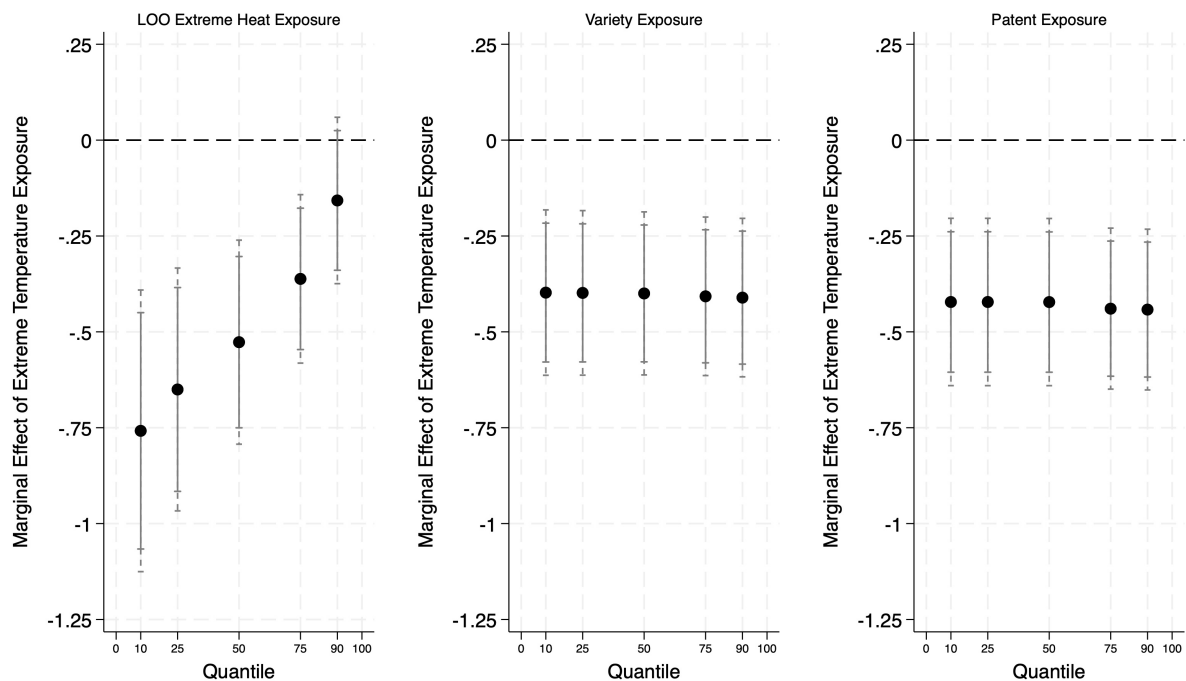 LOO Extreme Heat Exposure
Marginal Effect of Extreme Temperature Exposure
.25
0
-.25
-.5
-.75
-1
-1.25
0 10 25 50 75 90 100
Quantile
Variety Exposure
Marginal Effect of Extreme Temperature Exposure
.25
0
-.25
-.5
-.75
-1
-1.25
0 10 25 50 75 90 100
Quantile
Patent Exposure
Marginal Effect of Extreme Temperature Exposure
.25
0
-.25
-.5
-.75
-1
-1.25
0 10 25 50 75 90 100
Quantile